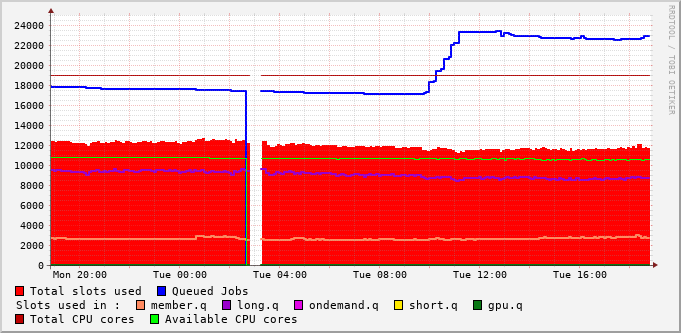 RRDTOOL / TOBI OETIKER
24000
22000
20000
18000
16000
14000
12000
10000
8000
6000
4000
2000
0
Mon 20:00 Tue 00:00 Tue 04:00 Tue 08:00 Tue 12:00 Tue 16:00
Total slots used Queued Jobs
Slots used in : member.q long.q ondemand.q short.q gpu.q
Total CPU cores Available CPU cores